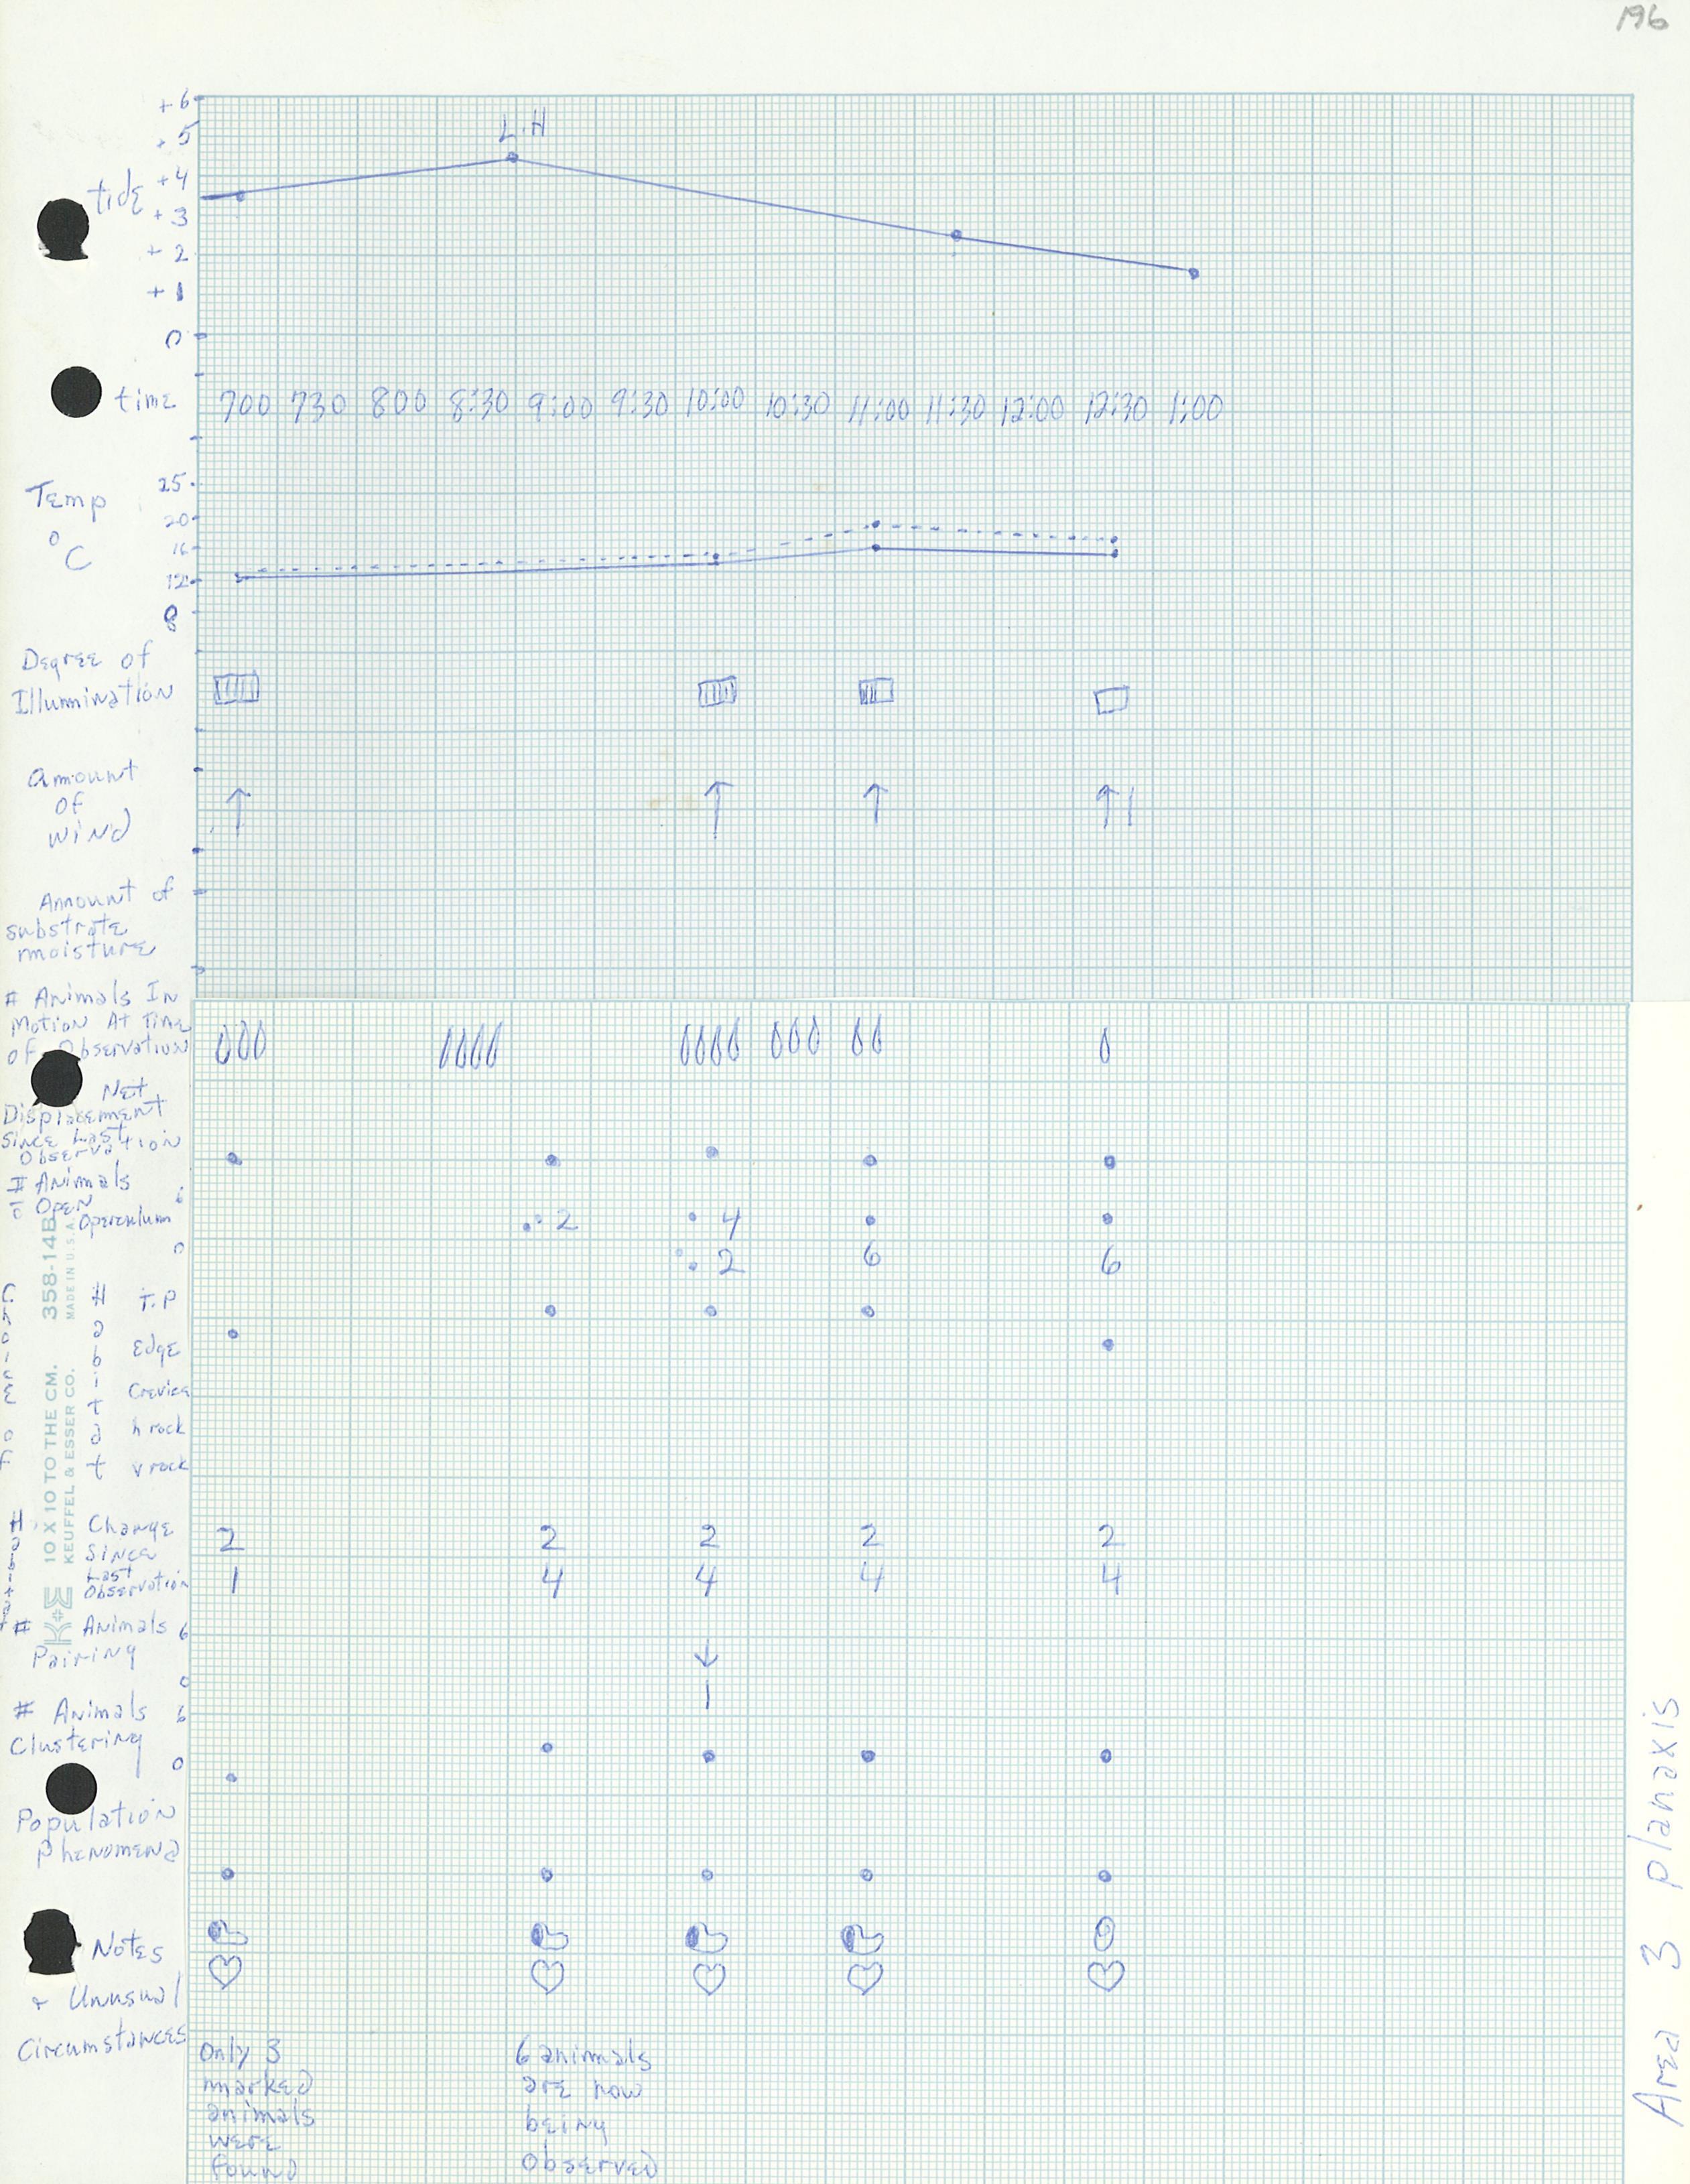 196
+6
+5
L.H
tide +4
+3
+2
+1
0
time 700 730 800 8:30 9:00 9:30 10:00 10:30 11:00 11:30 12:00 12:30 1:00
Temp 25
°C 20
16
12
8
Degree of
Illumination
Amount
of
wind
Amount of
substrate
moisture
# Animals In
Motion At Time
of Observation
Net
Displacement
Since Last
Observation
# Animals
Open
Operculum
2 4
2 6 6
# T.P
a
b Edge
i Crevice
t
a h rock
t v rock
# Change 2 2 2 2 2
Since
Last 1 4 4 4 4
Observation
# Animals 6
Pairing
0 1
# Animals 6
Clustering
0
Population
Phenomena
Notes
+ Unusual
Circumstances
Only 3 6 animals
marked are now
animals being
were observed
found
Area 3 planaxis
358-14B
MADE IN U.S.A.
10 X 10 TO THE CM.
KEUFFEL & ESSER CO.
K+E